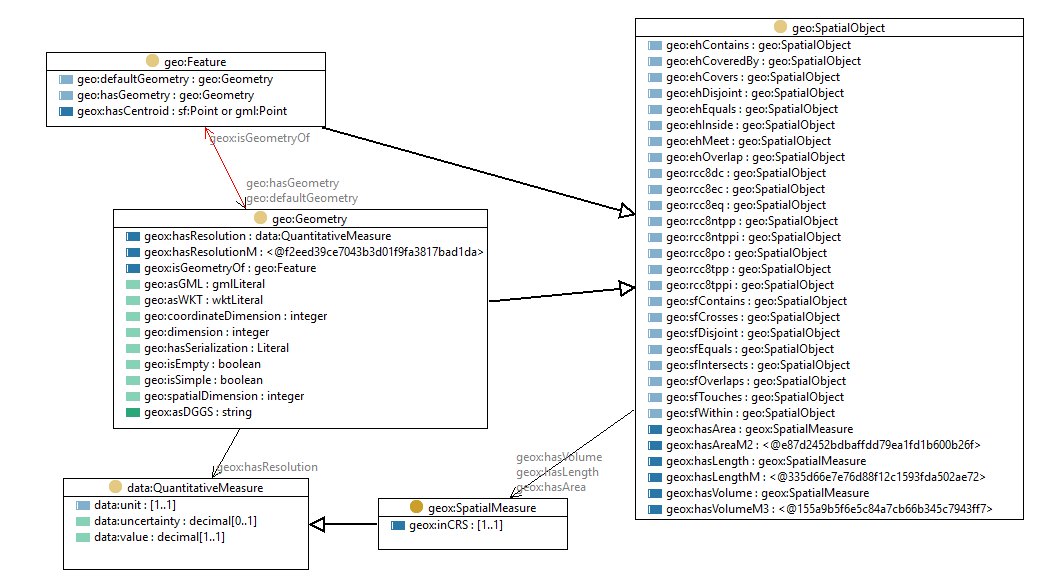 geo:Feature
geo:defaultGeometry : geo:Geometry
geo:hasGeometry : geo:Geometry
geox:hasCentroid : sf:Point or gml:Point
geox:isGeometryOf
geo:hasGeometry
geo:defaultGeometry
geo:Geometry
geox:hasResolution : data:QuantitativeMeasure
geox:hasResolutionM : <@f2eed39ce7043b3d01f9fa3817bad1da>
geox:isGeometryOf : geo:Feature
geo:asGML : gmlLiteral
geo:asWKT : wktLiteral
geo:coordinateDimension : integer
geo:dimension : integer
geo:hasSerialization : Literal
geo:isEmpty : boolean
geo:isSimple : boolean
geo:spatialDimension : integer
geox:asDGGS : string
geox:hasResolution
data:QuantitativeMeasure
data:unit : [1..1]
data:uncertainty : decimal[0..1]
data:value : decimal[1..1]
geox:SpatialMeasure
geox:inCRS : [1..1]
geox:hasVolume
geox:hasLength
geox:hasArea
geo:SpatialObject
geo:ehContains : geo:SpatialObject
geo:ehCoveredBy : geo:SpatialObject
geo:ehCovers : geo:SpatialObject
geo:ehDisjoint : geo:SpatialObject
geo:ehEquals : geo:SpatialObject
geo:ehInside : geo:SpatialObject
geo:ehMeet : geo:SpatialObject
geo:ehOverlap : geo:SpatialObject
geo:rcc8dc : geo:SpatialObject
geo:rcc8ec : geo:SpatialObject
geo:rcc8eq : geo:SpatialObject
geo:rcc8ntpp : geo:SpatialObject
geo:rcc8ntppi : geo:SpatialObject
geo:rcc8po : geo:SpatialObject
geo:rcc8tpp : geo:SpatialObject
geo:rcc8tppi : geo:SpatialObject
geo:sfContains : geo:SpatialObject
geo:sfCrosses : geo:SpatialObject
geo:sfDisjoint : geo:SpatialObject
geo:sfEquals : geo:SpatialObject
geo:sfIntersects : geo:SpatialObject
geo:sfOverlaps : geo:SpatialObject
geo:sfTouches : geo:SpatialObject
geo:sfWithin : geo:SpatialObject
geox:hasArea : geox:SpatialMeasure
geox:hasAreaM2 : <@e87d2452bdbaffdd79ea1fd1b600b26f>
geox:hasLength : geox:SpatialMeasure
geox:hasLengthM : <@335d66e7e76d88f12c1593fda502ae72>
geox:hasVolume : geox:SpatialMeasure
geox:hasVolumeM3 : <@155a9b5f6e5c84a7cb66b345c7943ff7>